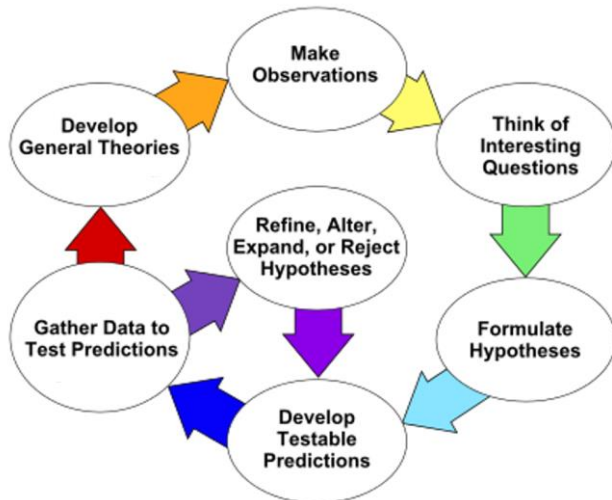 Make
Observations
Think of
Interesting
Questions
Formulate
Hypotheses
Develop
Testable
Predictions
Gather Data to
Test Predictions
Refine, Alter,
Expand, or Reject
Hypotheses
Develop
General Theories